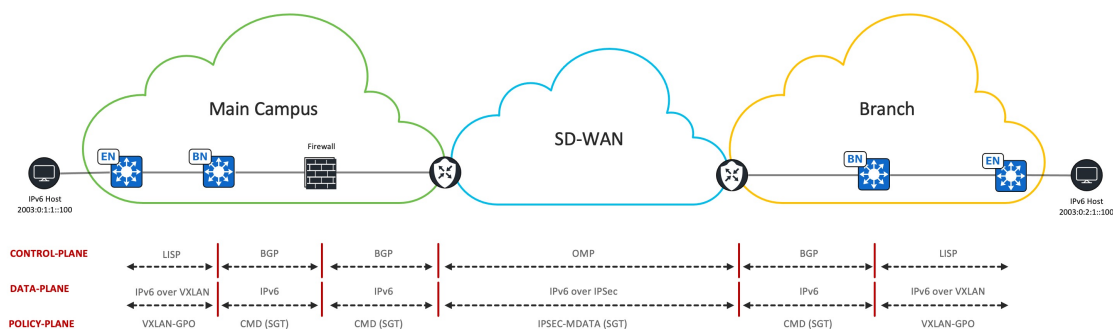 Main Campus
SD-WAN
Branch
EN
BN
Firewall
BN
EN
IPv6 Host
2003:0:1:1::100
IPv6 Host
2003:0:2:1::100
CONTROL-PLANE LISP BGP BGP OMP BGP LISP
DATA-PLANE IPv6 over VXLAN IPv6 IPv6 IPv6 over IPSec IPv6 IPv6 over VXLAN
POLICY-PLANE VXLAN-GPO CMD (SGT) CMD (SGT) IPSEC-MDATA (SGT) CMD (SGT) VXLAN-GPO